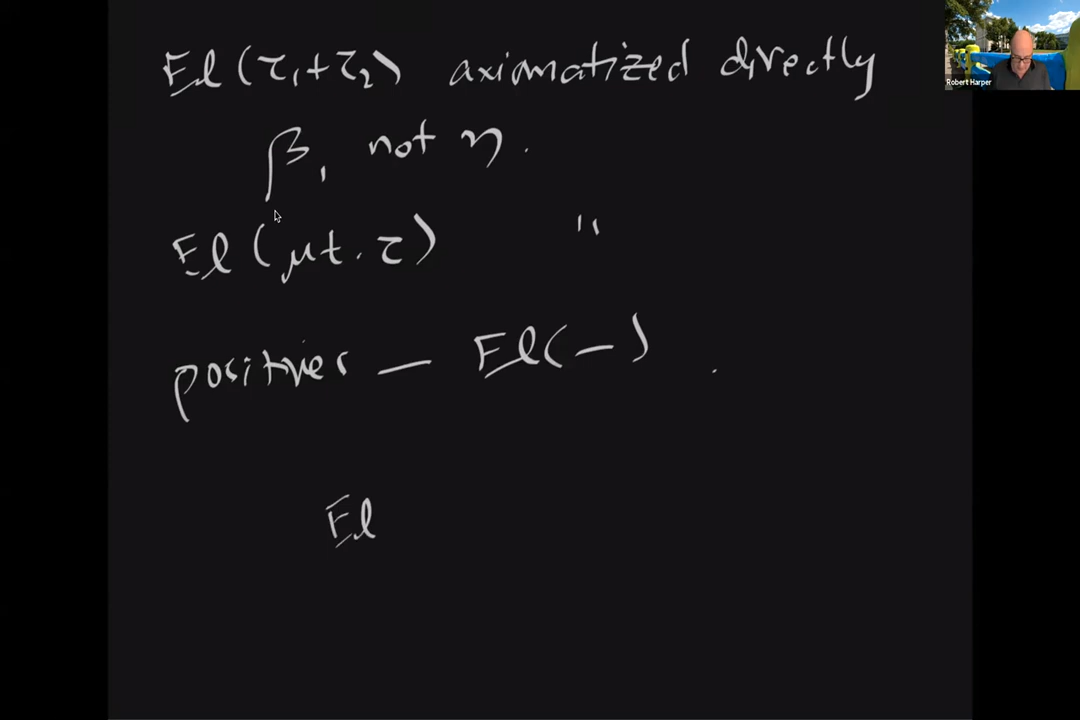 El(τ₁+τ₂) axiomatized directly
β, not η.
El(μt.τ) "
positives — El(—)
El
Robert Harper